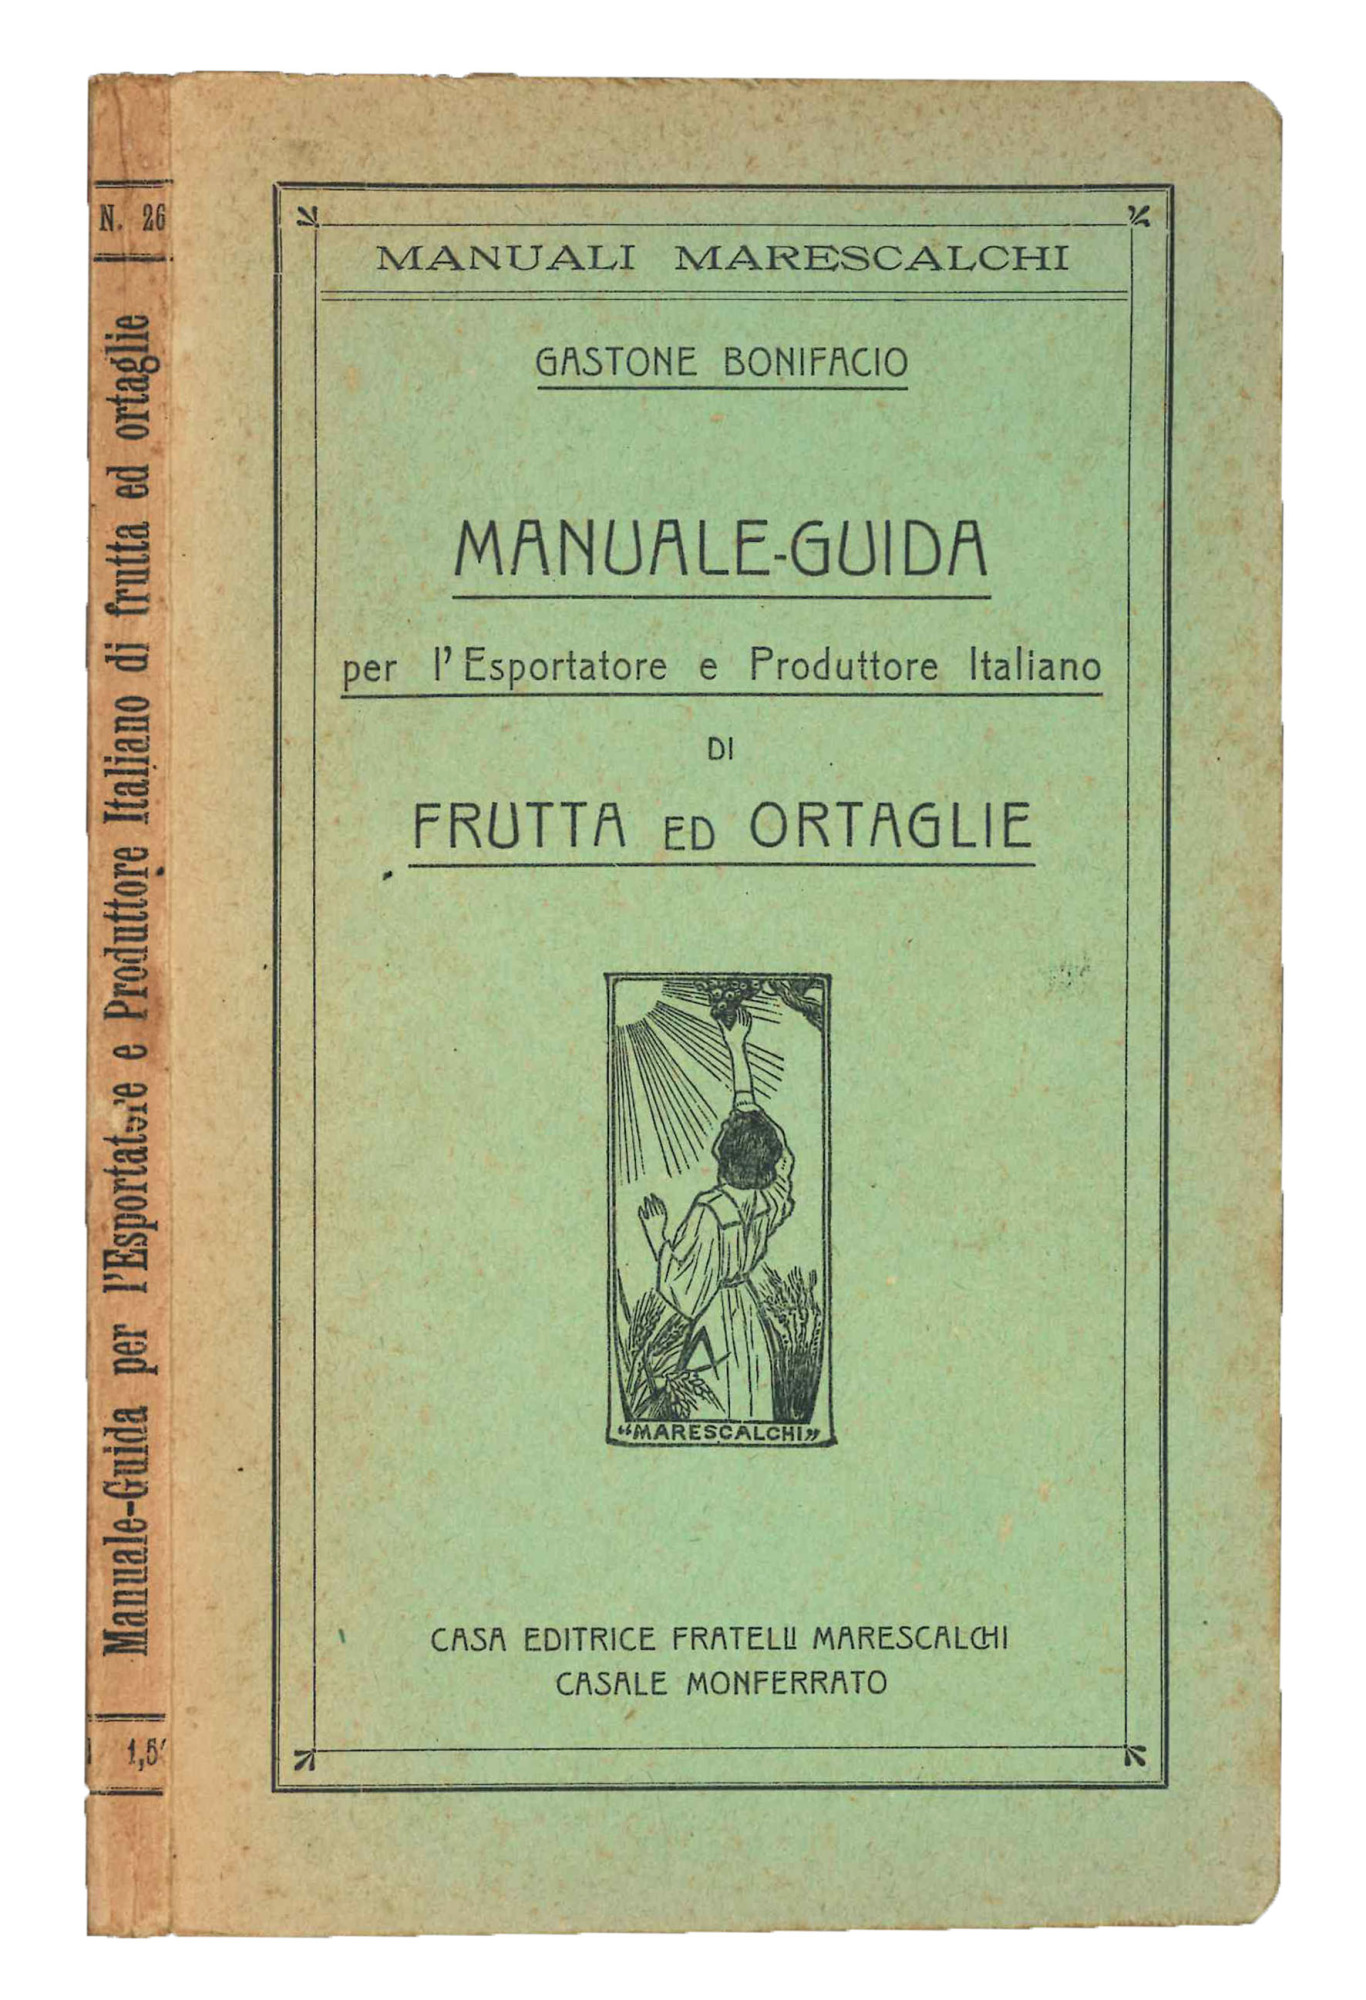 N. 26
Manuale-Guida per l'Esportatore e Produttore Italiano di frutta ed ortaglie
MANUALI MARESCALCHI
GASTONE BONIFACIO
MANUALE-GUIDA
per l'Esportatore e Produttore Italiano
DI
FRUTTA ED ORTAGLIE
"MARESCALCHI"
CASA EDITRICE FRATELLI MARESCALCHI
CASALE MONFERRATO